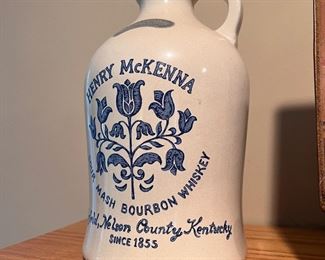 HENRY McKENNA
MASH BOURBON WHISKEY
Nelson County, Kentucky
SINCE 1855